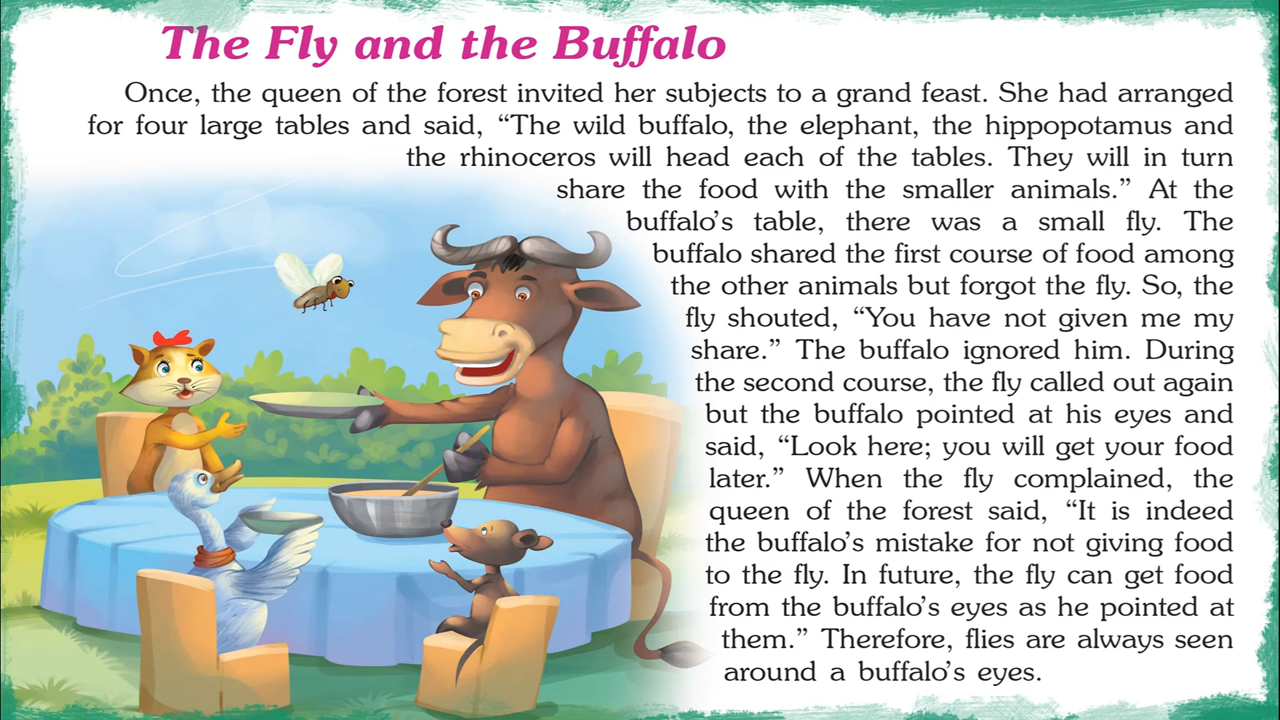 The Fly and the Buffalo
Once, the queen of the forest invited her subjects to a grand feast. She had arranged
for four large tables and said, “The wild buffalo, the elephant, the hippopotamus and
the rhinoceros will head each of the tables. They will in turn
share the food with the smaller animals.” At the
buffalo’s table, there was a small fly. The
buffalo shared the first course of food among
the other animals but forgot the fly. So, the
fly shouted, “You have not given me my
share.” The buffalo ignored him. During
the second course, the fly called out again
but the buffalo pointed at his eyes and
said, “Look here; you will get your food
later.” When the fly complained, the
queen of the forest said, “It is indeed
the buffalo’s mistake for not giving food
to the fly. In future, the fly can get food
from the buffalo’s eyes as he pointed at
them.” Therefore, flies are always seen
around a buffalo’s eyes.